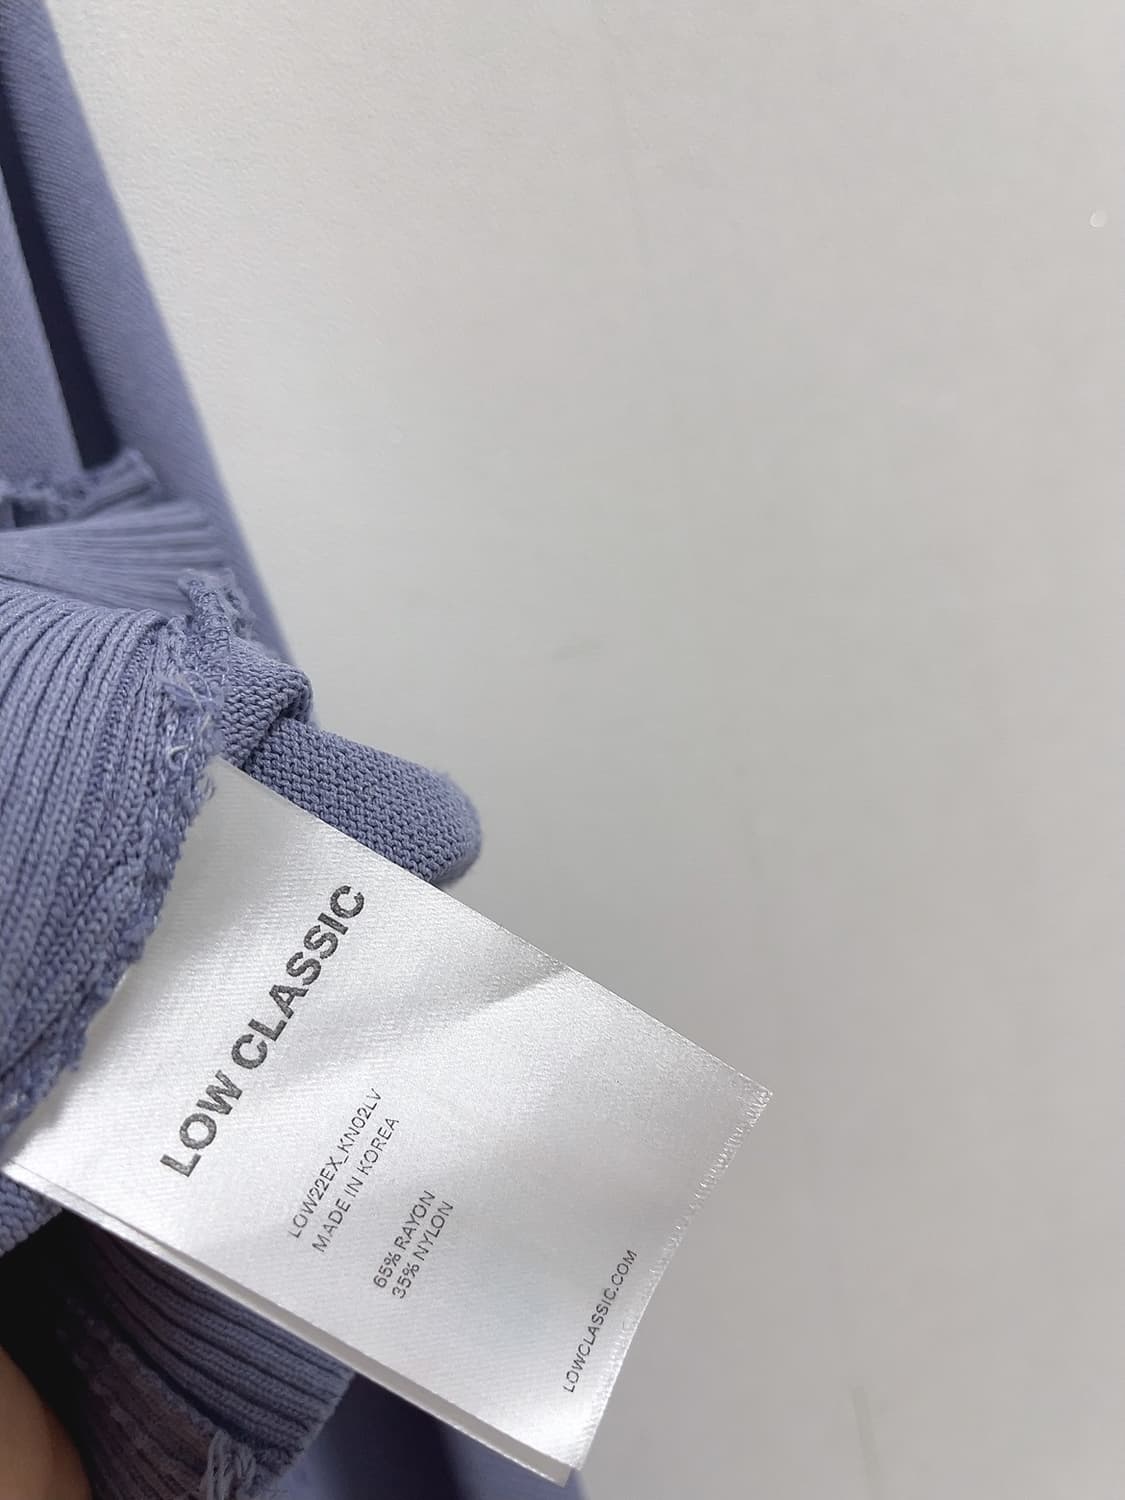 LOW CLASSIC
LOW22EX_KN02LV
MADE IN KOREA
65% RAYON
35% NYLON
LOWCLASSIC.COM